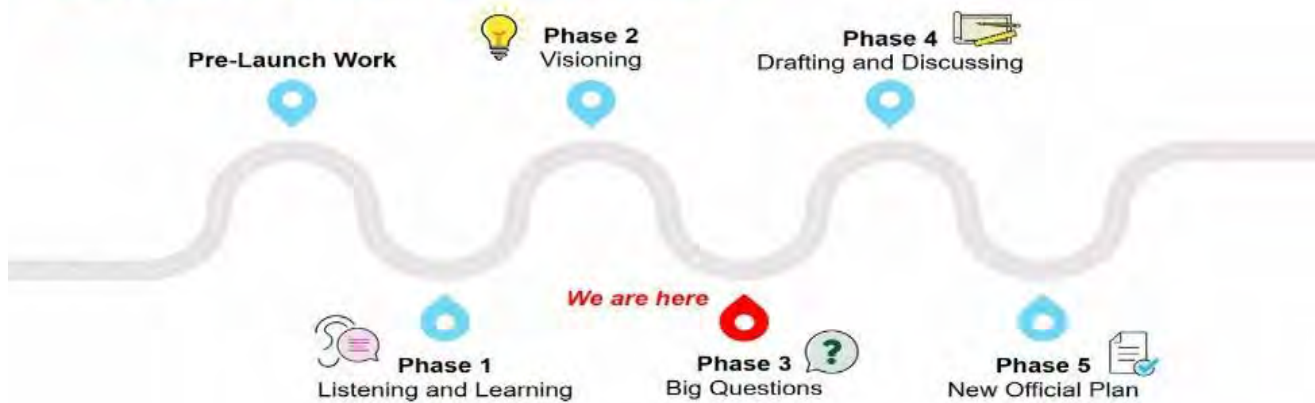 Pre-Launch Work
Phase 1
Listening and Learning
Phase 2
Visioning
We are here
Phase 3
Big Questions
?
Phase 4
Drafting and Discussing
Phase 5
New Official Plan